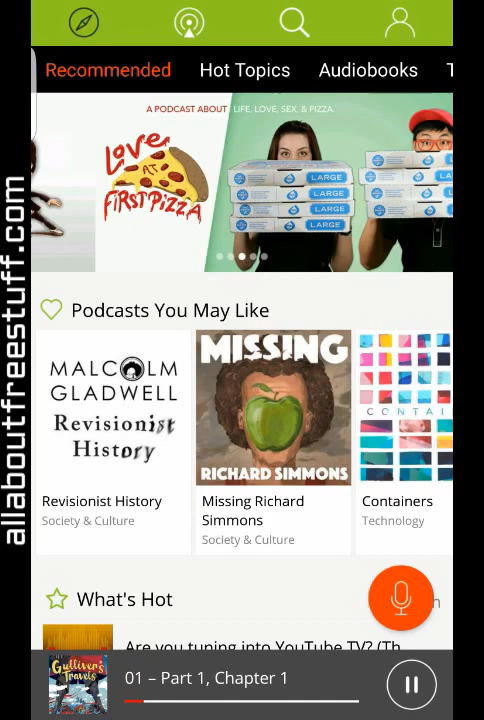 Recommended Hot Topics Audiobooks T
A PODCAST ABOUT LIFE, LOVE, SEX, & PIZZA.
LOVE
AT
FIRST PIZZA
LARGE
LARGE
LARGE
LARGE
LARGE
allaboutfreestuff.com
Podcasts You May Like
MALCOLM
GLADWELL
Revisionist
History
MISSING
RICHARD SIMMONS
CONTAI
Revisionist History
Society & Culture
Missing Richard
Simmons
Society & Culture
Containers
Technology
What's Hot
Are you tuning into YouTube TV? (Th
Gulliver's
Travels
01 – Part 1, Chapter 1